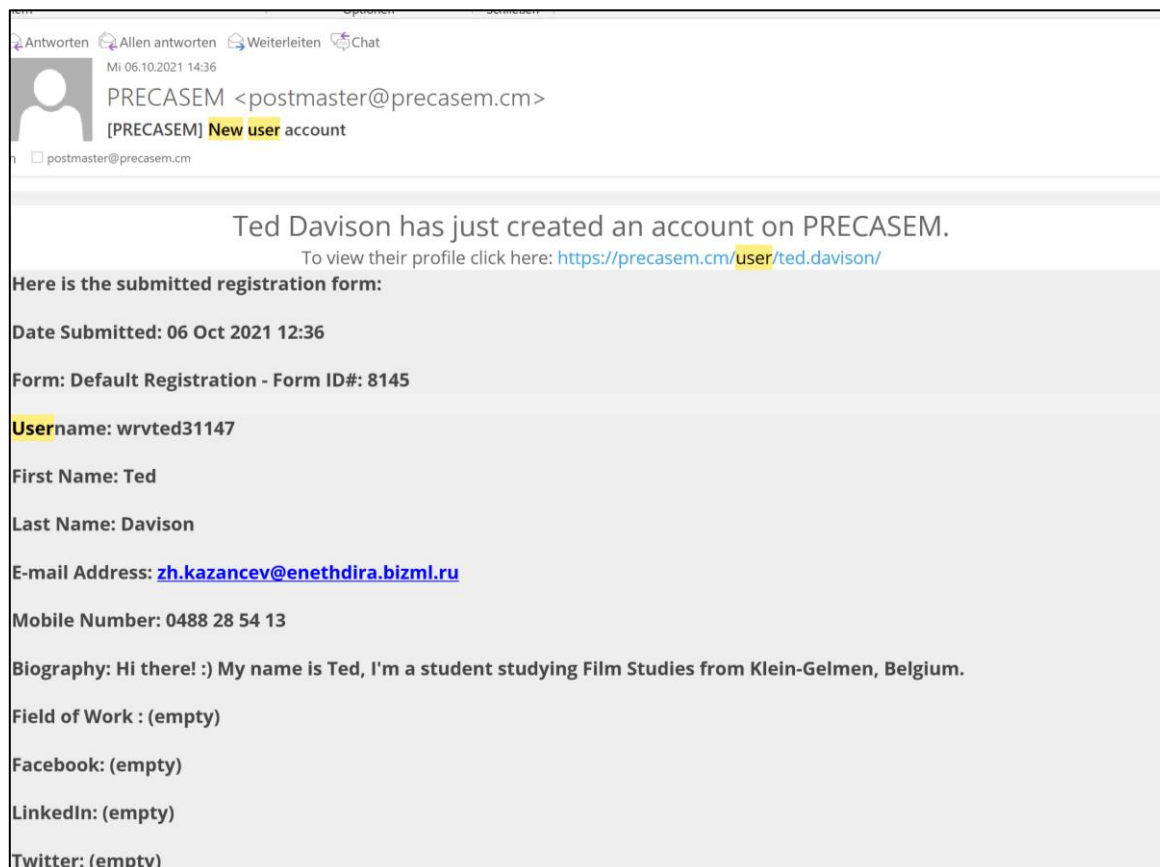 Optionen
Schließen
Antworten Allen antworten Weiterleiten Chat
Mi 06.10.2021 14:36
PRECASEM <postmaster@precasem.cm>
[PRECASEM] New user account
postmaster@precasem.cm
Ted Davison has just created an account on PRECASEM.
To view their profile click here: https://precasem.cm/user/ted.davison/
Here is the submitted registration form:
Date Submitted: 06 Oct 2021 12:36
Form: Default Registration - Form ID#: 8145
Username: wrvted31147
First Name: Ted
Last Name: Davison
E-mail Address: zh.kazancev@enethdira.bizml.ru
Mobile Number: 0488 28 54 13
Biography: Hi there! :) My name is Ted, I'm a student studying Film Studies from Klein-Gelmen, Belgium.
Field of Work : (empty)
Facebook: (empty)
LinkedIn: (empty)
Twitter: (empty)